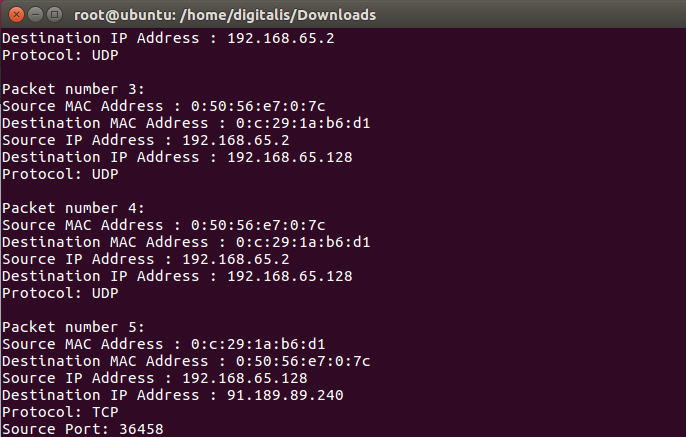 root@ubuntu: /home/digitalis/Downloads
Destination IP Address : 192.168.65.2
Protocol: UDP
Packet number 3:
Source MAC Address : 0:50:56:e7:0:7c
Destination MAC Address : 0:c:29:1a:b6:d1
Source IP Address : 192.168.65.2
Destination IP Address : 192.168.65.128
Protocol: UDP
Packet number 4:
Source MAC Address : 0:50:56:e7:0:7c
Destination MAC Address : 0:c:29:1a:b6:d1
Source IP Address : 192.168.65.2
Destination IP Address : 192.168.65.128
Protocol: UDP
Packet number 5:
Source MAC Address : 0:c:29:1a:b6:d1
Destination MAC Address : 0:50:56:e7:0:7c
Source IP Address : 192.168.65.128
Destination IP Address : 91.189.89.240
Protocol: TCP
Source Port: 36458